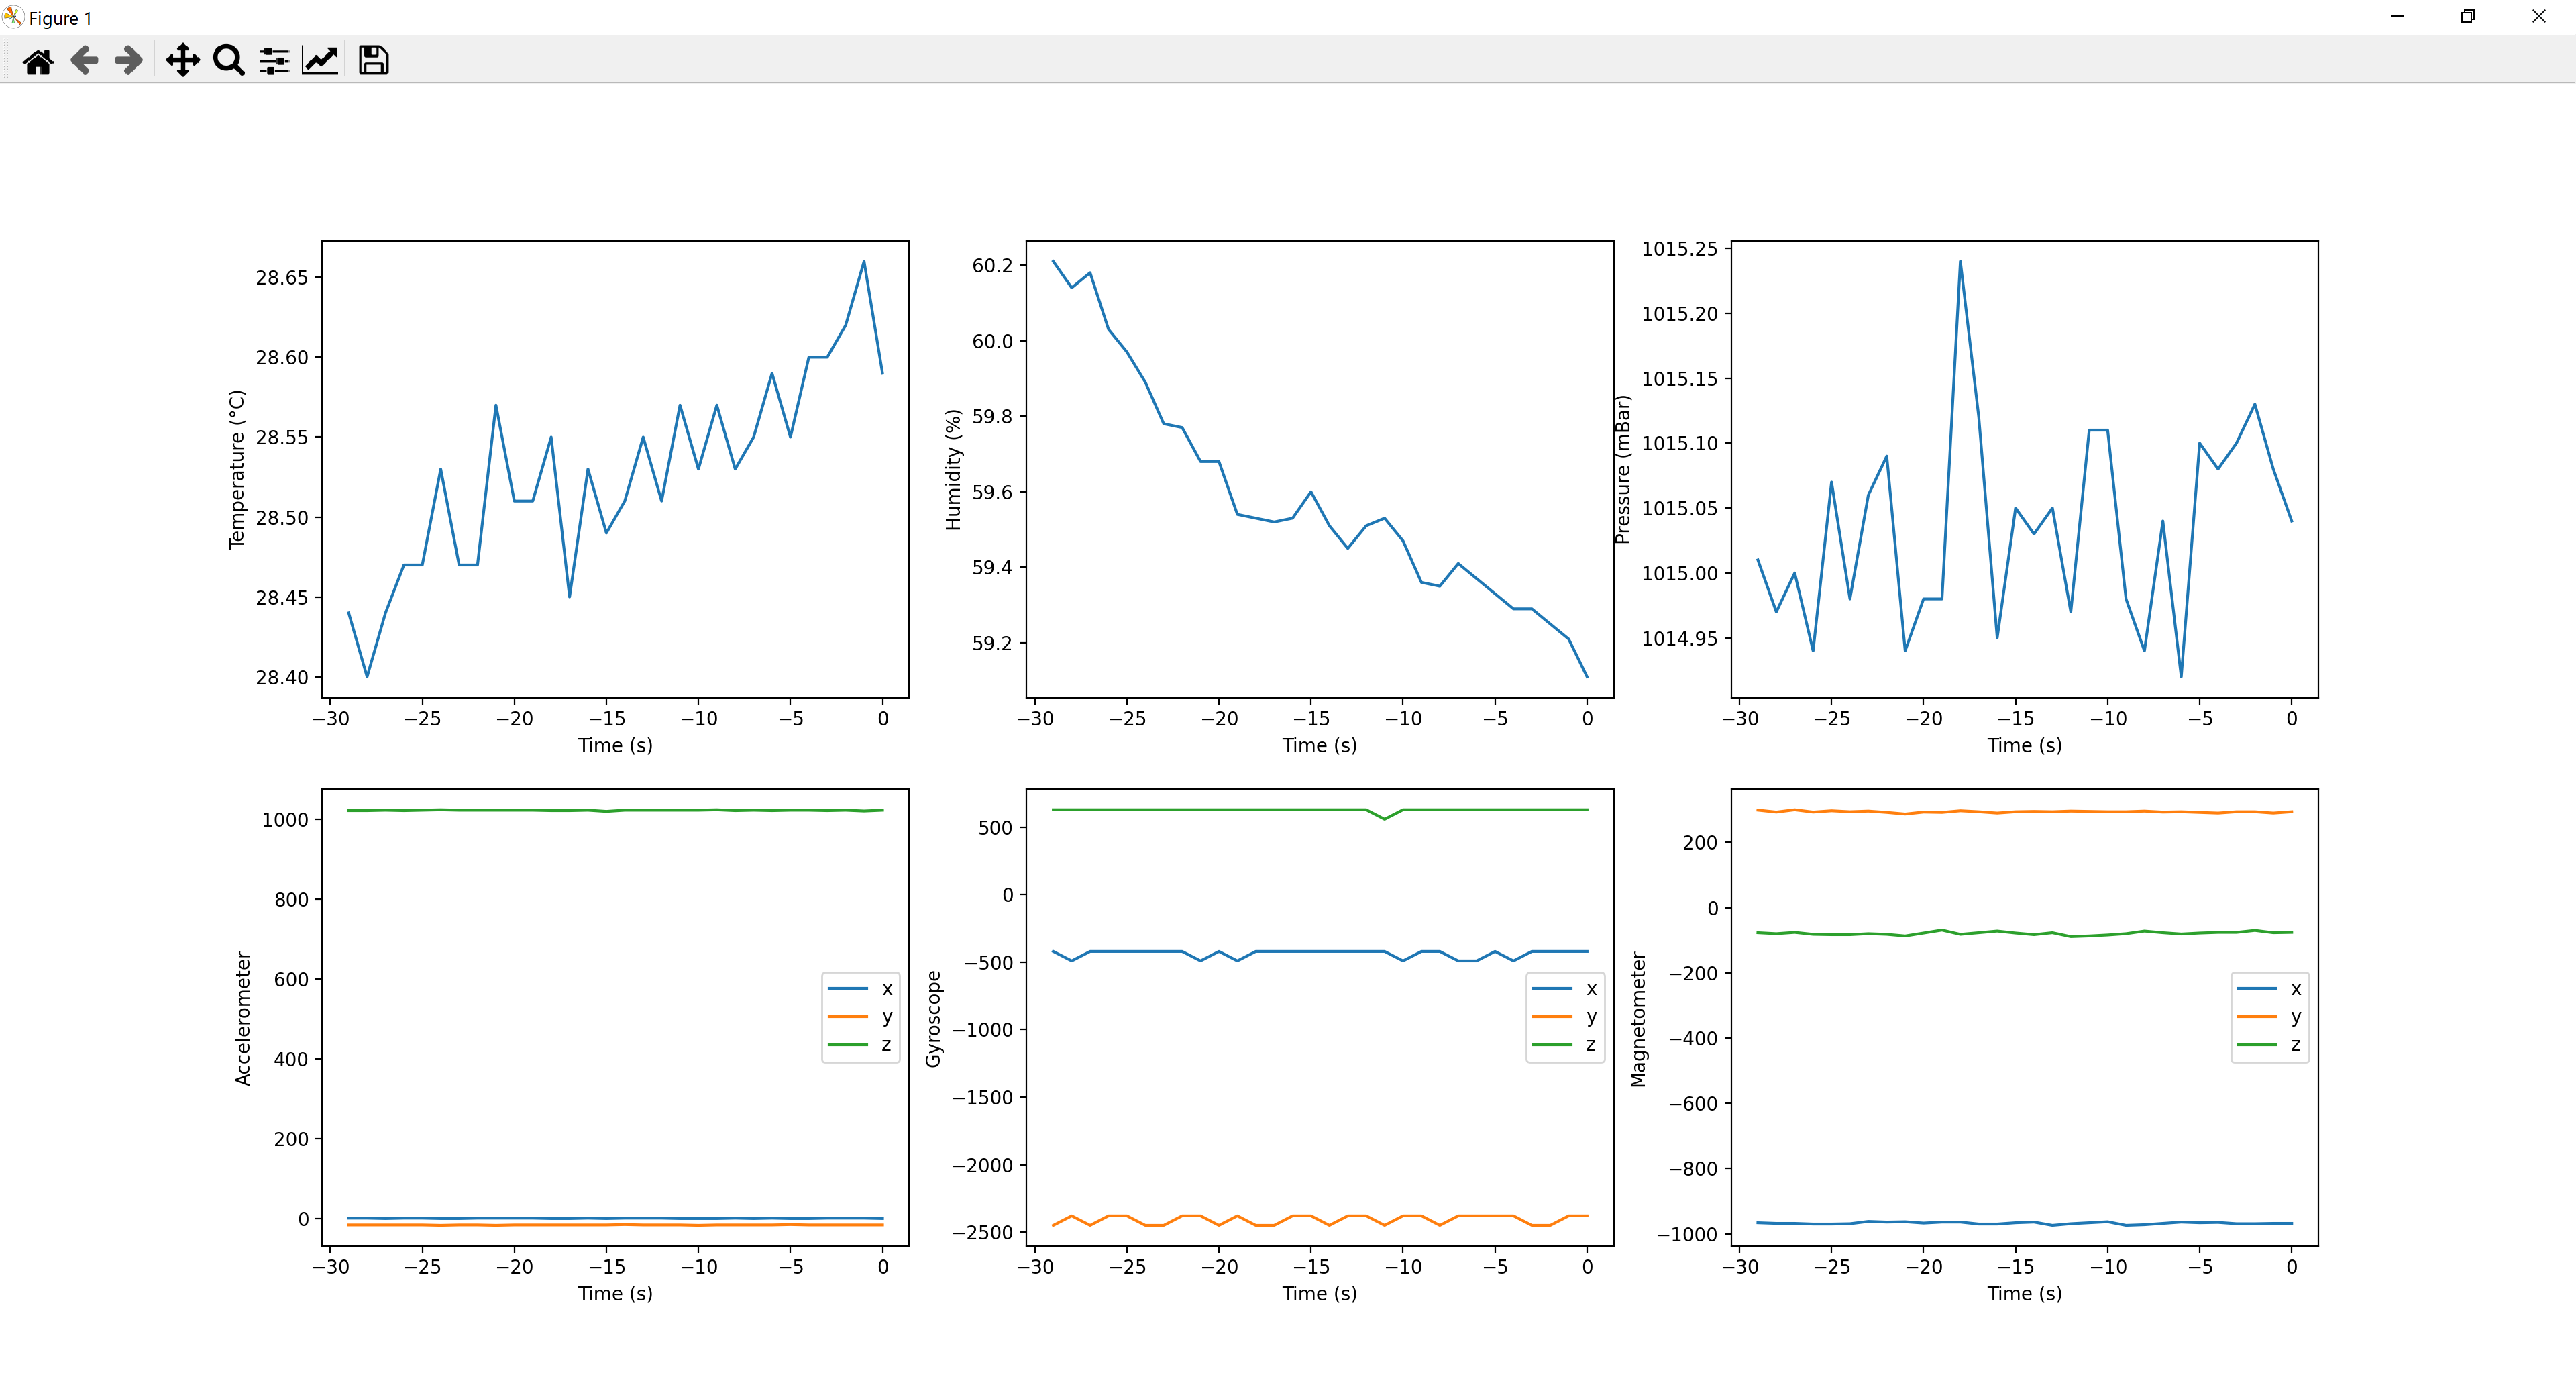 Figure 1
Temperature (°C)
28.65
28.60
28.55
28.50
28.45
28.40
−30 −25 −20 −15 −10 −5 0
Time (s)
Humidity (%)
60.2
60.0
59.8
59.6
59.4
59.2
−30 −25 −20 −15 −10 −5 0
Time (s)
Pressure (mBar)
1015.25
1015.20
1015.15
1015.10
1015.05
1015.00
1014.95
−30 −25 −20 −15 −10 −5 0
Time (s)
Accelerometer
1000
800
600
400
200
0
x
y
z
−30 −25 −20 −15 −10 −5 0
Time (s)
Gyroscope
500
0
−500
−1000
−1500
−2000
−2500
x
y
z
−30 −25 −20 −15 −10 −5 0
Time (s)
Magnetometer
200
0
−200
−400
−600
−800
−1000
x
y
z
−30 −25 −20 −15 −10 −5 0
Time (s)